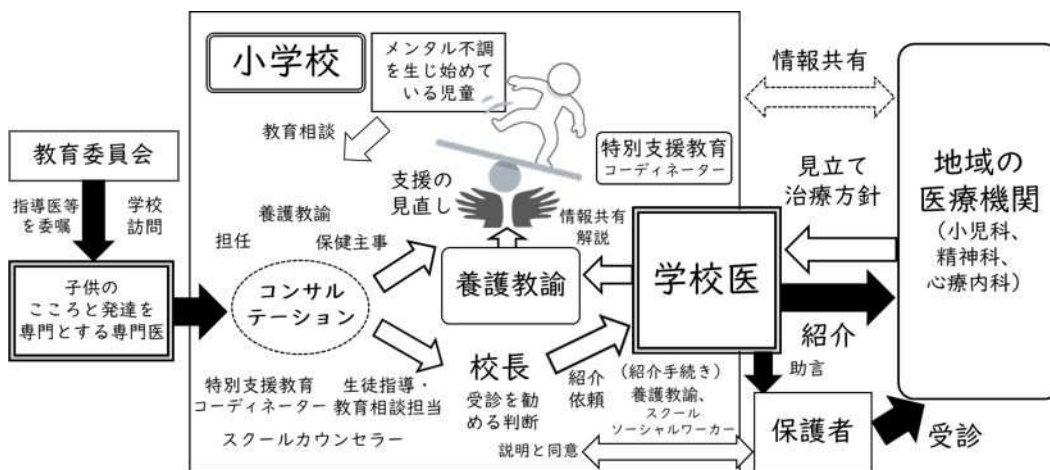 小学校
メンタル不調
を生じ始めて
いる児童
教育相談
特別支援教育
コーディネーター
情報共有
教育委員会
指導医等
を委嘱
学校
訪問
子供の
こころと発達を
専門とする専門医
養護教諭
担任
保健主事
コンサル
テーション
特別支援教育
コーディネーター
生徒指導・
教育相談担当
スクールカウンセラー
支援の
見直し
養護教諭
情報共有
解説
学校医
校長
受診を勧
める判断
紹介
依頼
(紹介手続き)
養護教諭、
スクール
ソーシャルワーカー
説明と同意
見立て
治療方針
地域の
医療機関
(小児科、
精神科、
心療内科)
紹介
助言
保護者
受診